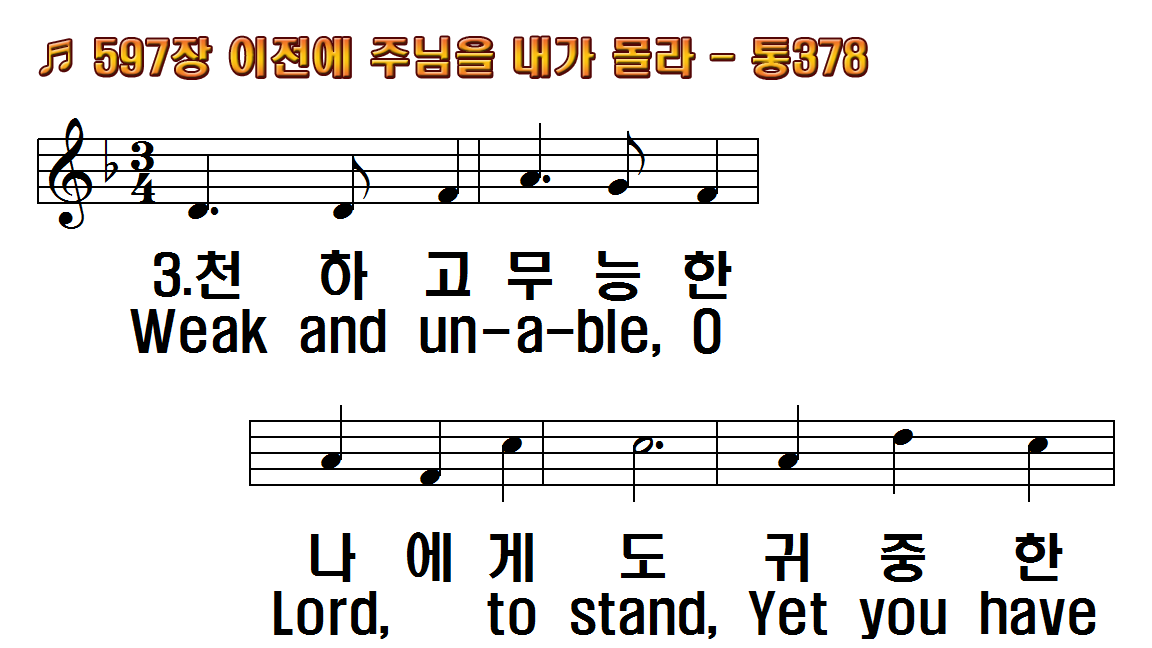 ♬ 597장 이전에 주님을 내가 몰라 - 통378
3
4
3.천 하 고 무 능 한
Weak and un-a-ble, O
나 에 게 도 귀 중 한
Lord, to stand, Yet you have